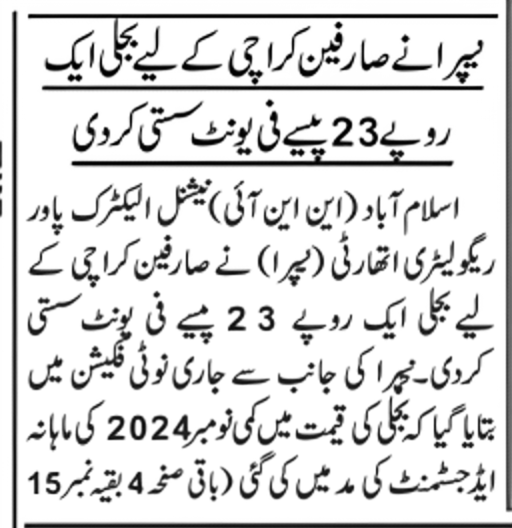 نیپرا نے صارفین کراچی کے لیے بجلی ایک
روپے 23 پیسے فی یونٹ سستی کردی
اسلام آباد (این این آئی) نیشنل الیکٹرک پاور
ریگولیٹری اتھارٹی (نیپرا) نے صارفین کراچی کے
لیے بجلی ایک روپے 23 پیسے فی یونٹ سستی
کردی۔ نیپرا کی جانب سے جاری نوٹی فکیشن میں
بتایا گیا کہ بجلی کی قیمت میں کمی نومبر 2024 کی ماہانہ
ایڈجسٹمنٹ کی مد میں کی گئی (باقی صفحہ 4 بقیہ نمبر 15